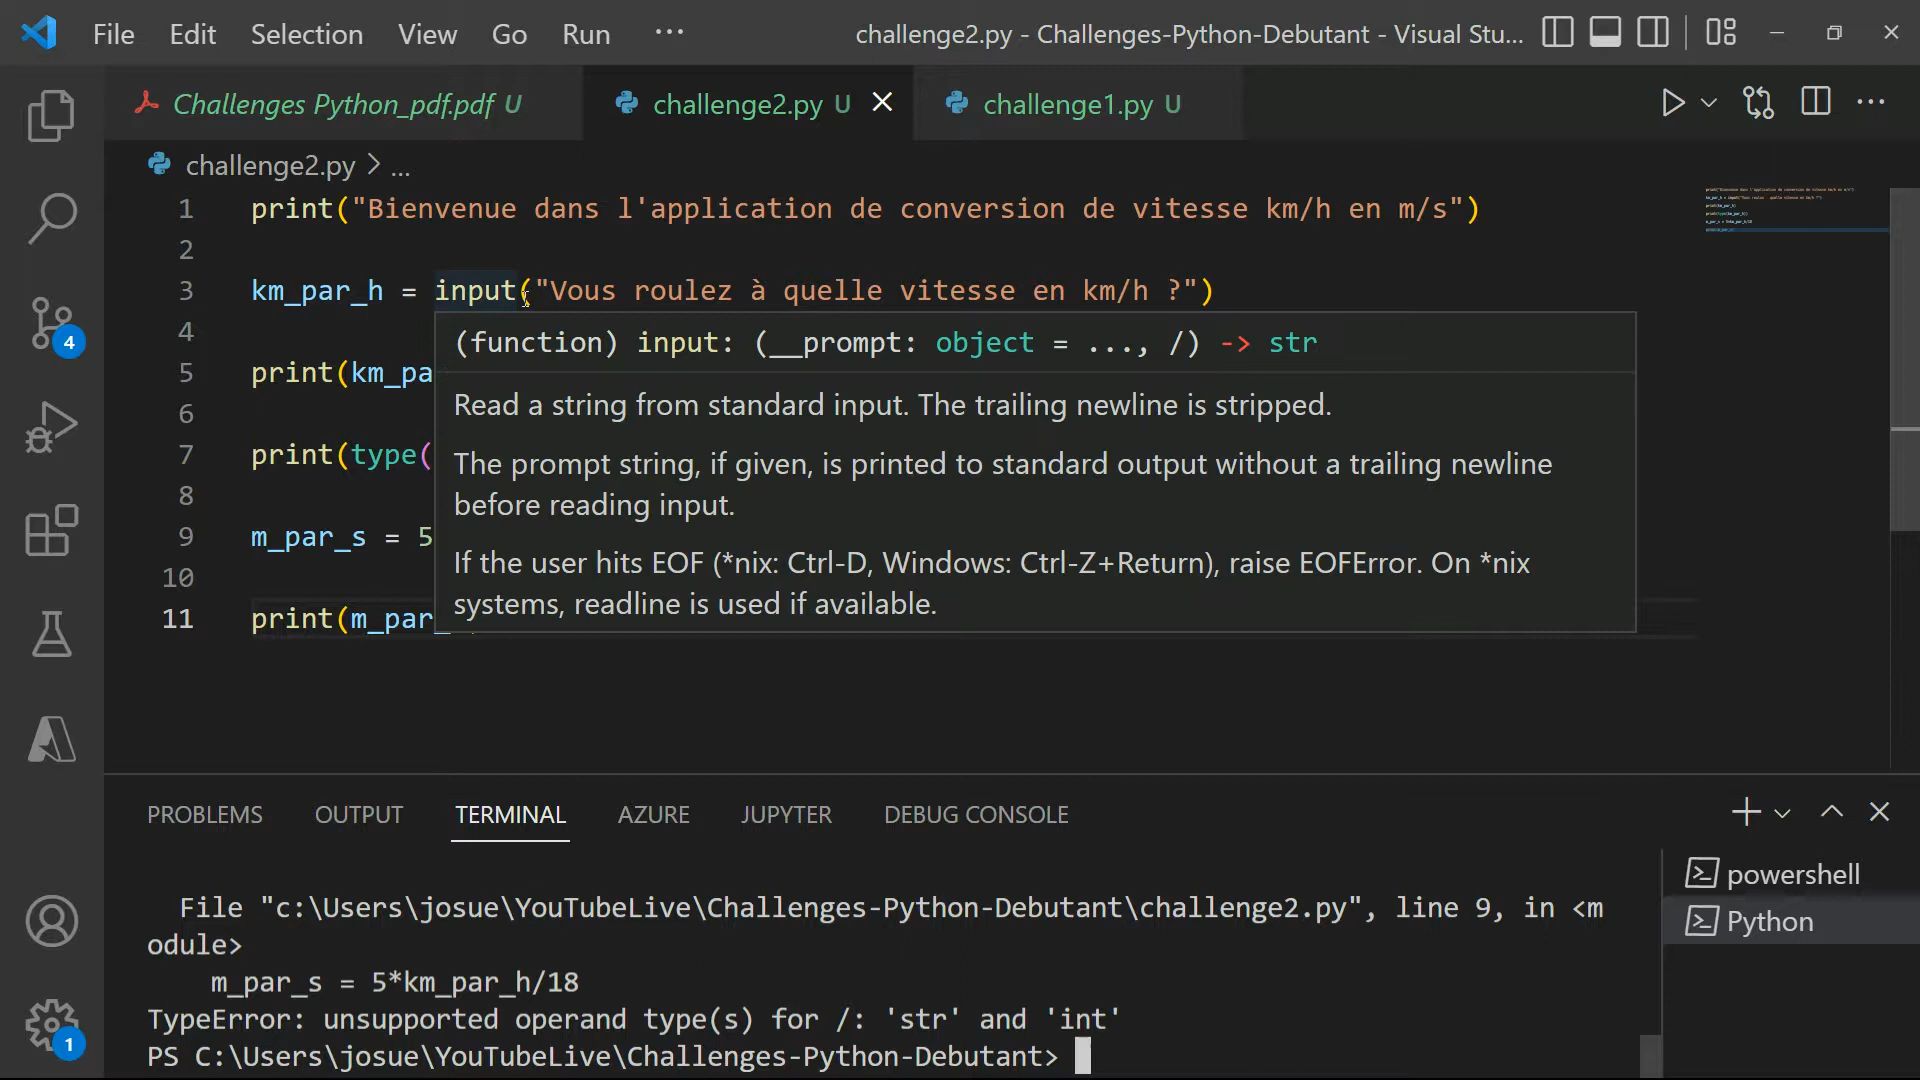 File Edit Selection View Go Run ··· challenge2.py - Challenges-Python-Debutant - Visual Stu...
Challenges Python_pdf.pdf U challenge2.py U challenge1.py U
challenge2.py > ...
1 print("Bienvenue dans l'application de conversion de vitesse km/h en m/s")
2
3 km_par_h = input("Vous roulez à quelle vitesse en km/h ?")
4
(function) input: (__prompt: object = ..., /) -> str
5 print(km_pa
Read a string from standard input. The trailing newline is stripped.
6
7 print(type(
The prompt string, if given, is printed to standard output without a trailing newline
8
before reading input.
9 m_par_s = 5
If the user hits EOF (*nix: Ctrl-D, Windows: Ctrl-Z+Return), raise EOFError. On *nix
10
systems, readline is used if available.
11 print(m_par_
4
PROBLEMS OUTPUT TERMINAL AZURE JUPYTER DEBUG CONSOLE
powershell
Python
File "c:\Users\josue\YouTubeLive\Challenges-Python-Debutant\challenge2.py", line 9, in <m
odule>
m_par_s = 5*km_par_h/18
TypeError: unsupported operand type(s) for /: 'str' and 'int'
PS C:\Users\josue\YouTubeLive\Challenges-Python-Debutant>
1